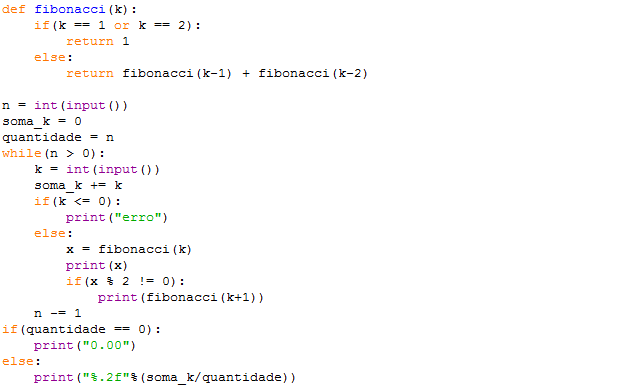 def fibonacci(k):
    if(k == 1 or k == 2):
        return 1
    else:
        return fibonacci(k-1) + fibonacci(k-2)

n = int(input())
soma_k = 0
quantidade = n
while(n > 0):
    k = int(input())
    soma_k += k
    if(k <= 0):
        print("erro")
    else:
        x = fibonacci(k)
        print(x)
        if(x % 2 != 0):
            print(fibonacci(k+1))
    n -= 1
if(quantidade == 0):
    print("0.00")
else:
    print("%.2f"%(soma_k/quantidade))